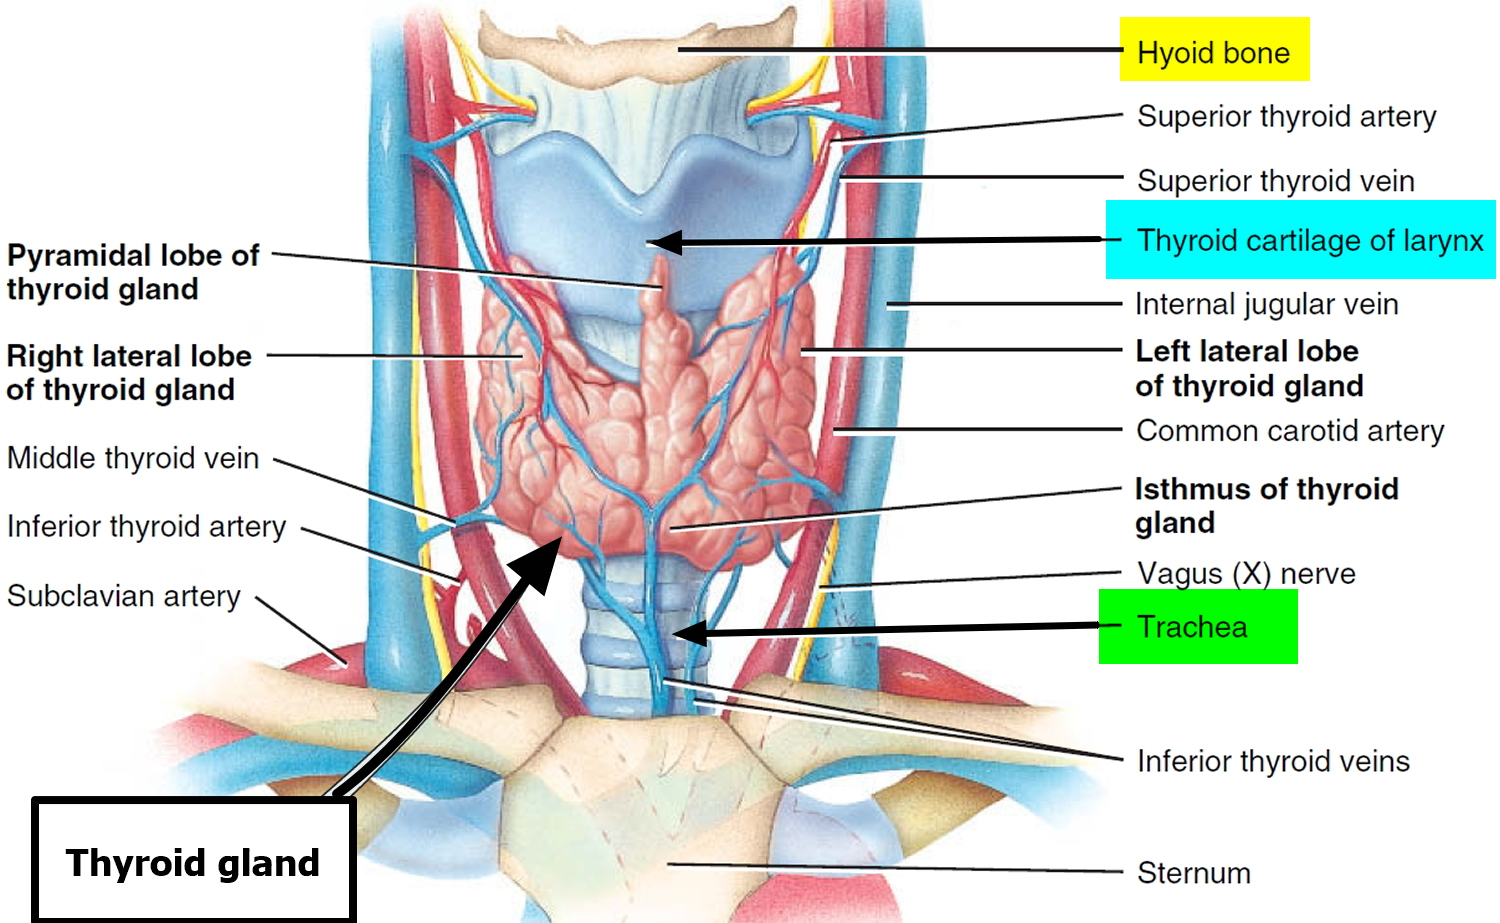 Hyoid bone
Superior thyroid artery
Superior thyroid vein
Thyroid cartilage of larynx
Internal jugular vein
Left lateral lobe
of thyroid gland
Common carotid artery
Isthmus of thyroid
gland
Vagus (X) nerve
Trachea
Inferior thyroid veins
Sternum
Pyramidal lobe of
thyroid gland
Right lateral lobe
of thyroid gland
Middle thyroid vein
Inferior thyroid artery
Subclavian artery
Thyroid gland